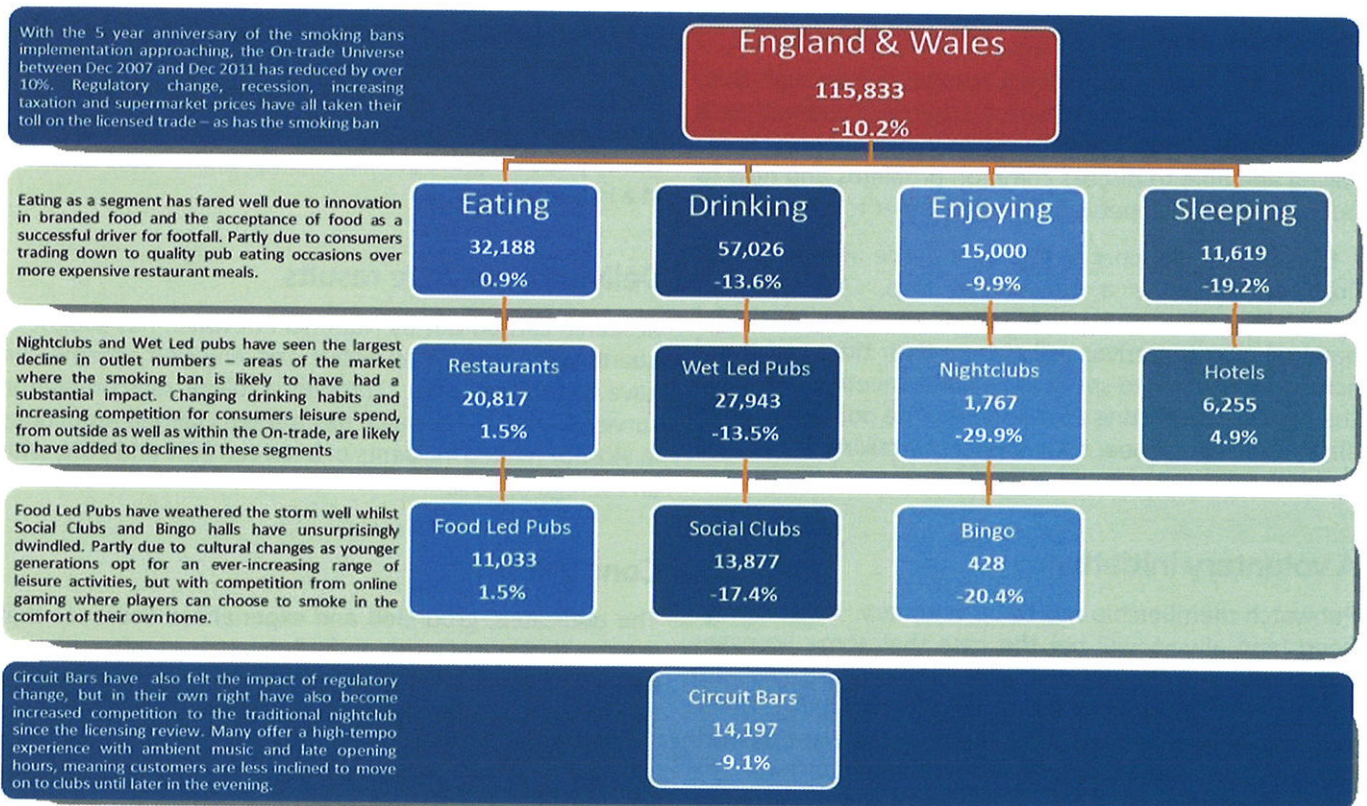 With the 5 year anniversary of the smoking bans
implementation approaching, the On-trade Universe
between Dec 2007 and Dec 2011 has reduced by over
10%. Regulatory change, recession, increasing
taxation and supermarket prices have all taken their
toll on the licensed trade – as has the smoking ban
England & Wales
115,833
-10.2%
Eating as a segment has fared well due to innovation
in branded food and the acceptance of food as a
successful driver for footfall. Partly due to consumers
trading down to quality pub eating occasions over
more expensive restaurant meals.
Eating
32,188
0.9%
Drinking
57,026
-13.6%
Enjoying
15,000
-9.9%
Sleeping
11,619
-19.2%
Nightclubs and Wet Led pubs have seen the largest
decline in outlet numbers – areas of the market
where the smoking ban is likely to have had a
substantial impact. Changing drinking habits and
increasing competition for consumers leisure spend,
from outside as well as within the On-trade, are likely
to have added to declines in these segments
Restaurants
20,817
1.5%
Wet Led Pubs
27,943
-13.5%
Nightclubs
1,767
-29.9%
Hotels
6,255
4.9%
Food Led Pubs have weathered the storm well whilst
Social Clubs and Bingo halls have unsurprisingly
dwindled. Partly due to cultural changes as younger
generations opt for an ever-increasing range of
leisure activities, but with competition from online
gaming where players can choose to smoke in the
comfort of their own home.
Food Led Pubs
11,033
1.5%
Social Clubs
13,877
-17.4%
Bingo
428
-20.4%
Circuit Bars have also felt the impact of regulatory
change, but in their own right have also become
increased competition to the traditional nightclub
since the licensing review. Many offer a high-tempo
experience with ambient music and late opening
hours, meaning customers are less inclined to move
on to clubs until later in the evening.
Circuit Bars
14,197
-9.1%